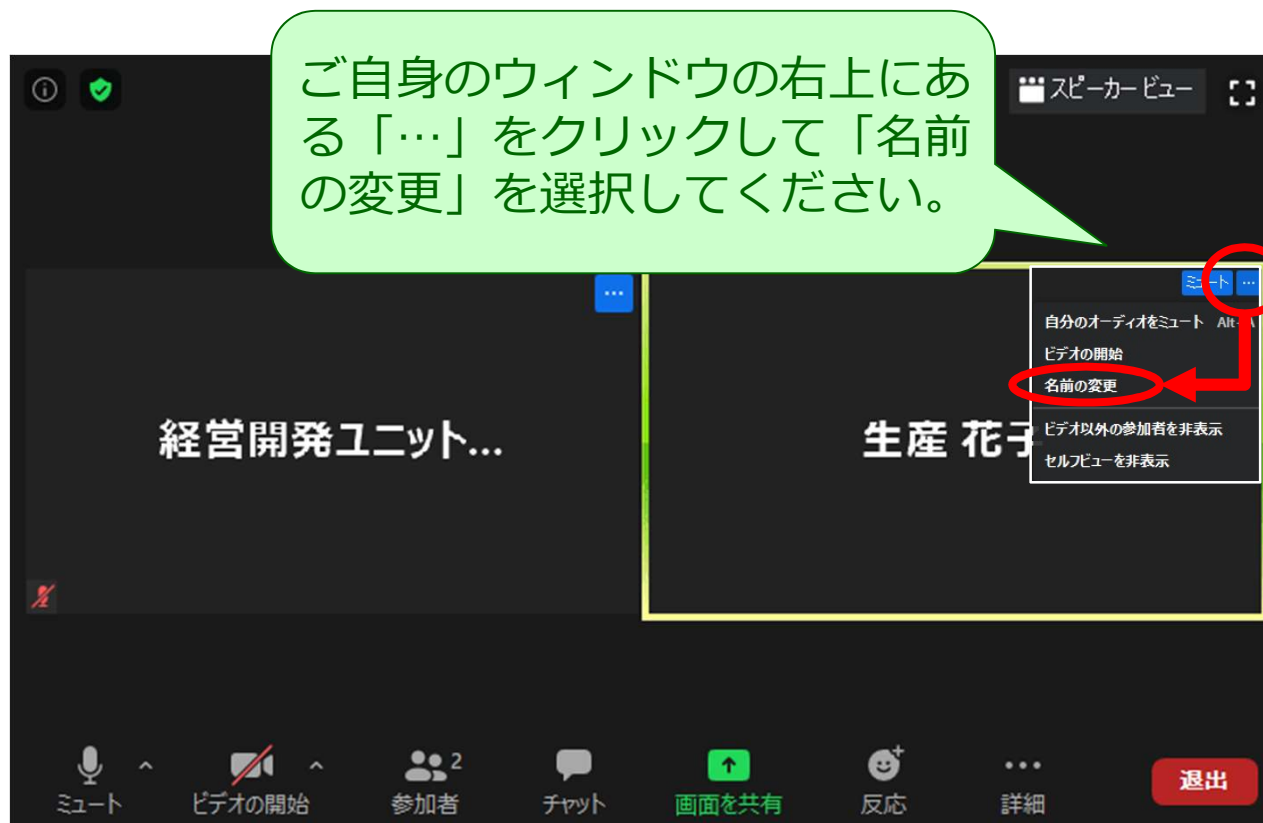 ご自身のウィンドウの右上にあ
る「…」をクリックして「名前
の変更」を選択してください。
スピーカー ビュー
ミュート …
自分のオーディオをミュート
ビデオの開始
名前の変更
ビデオ以外の参加者を非表示
セルフビューを非表示
…
経営開発ユニット...
生産 花子
2
ミュート
ビデオの開始
参加者
チャット
画面を共有
反応
詳細
退出